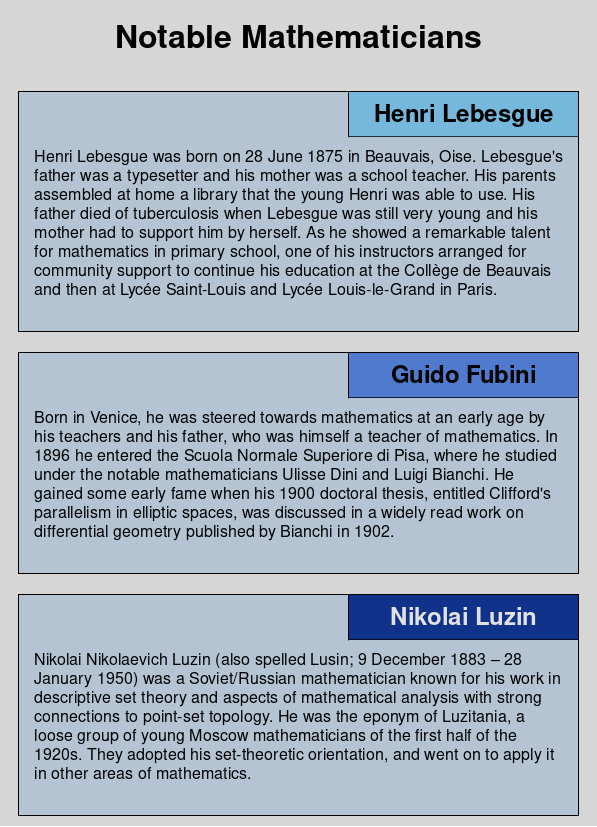 Notable Mathematicians
Henri Lebesgue
Henri Lebesgue was born on 28 June 1875 in Beauvais, Oise. Lebesgue's
father was a typesetter and his mother was a school teacher. His parents
assembled at home a library that the young Henri was able to use. His
father died of tuberculosis when Lebesgue was still very young and his
mother had to support him by herself. As he showed a remarkable talent
for mathematics in primary school, one of his instructors arranged for
community support to continue his education at the Collège de Beauvais
and then at Lycée Saint-Louis and Lycée Louis-le-Grand in Paris.
Guido Fubini
Born in Venice, he was steered towards mathematics at an early age by
his teachers and his father, who was himself a teacher of mathematics. In
1896 he entered the Scuola Normale Superiore di Pisa, where he studied
under the notable mathematicians Ulisse Dini and Luigi Bianchi. He
gained some early fame when his 1900 doctoral thesis, entitled Clifford's
parallelism in elliptic spaces, was discussed in a widely read work on
differential geometry published by Bianchi in 1902.
Nikolai Luzin
Nikolai Nikolaevich Luzin (also spelled Lusin; 9 December 1883 – 28
January 1950) was a Soviet/Russian mathematician known for his work in
descriptive set theory and aspects of mathematical analysis with strong
connections to point-set topology. He was the eponym of Luzitania, a
loose group of young Moscow mathematicians of the first half of the
1920s. They adopted his set-theoretic orientation, and went on to apply it
in other areas of mathematics.